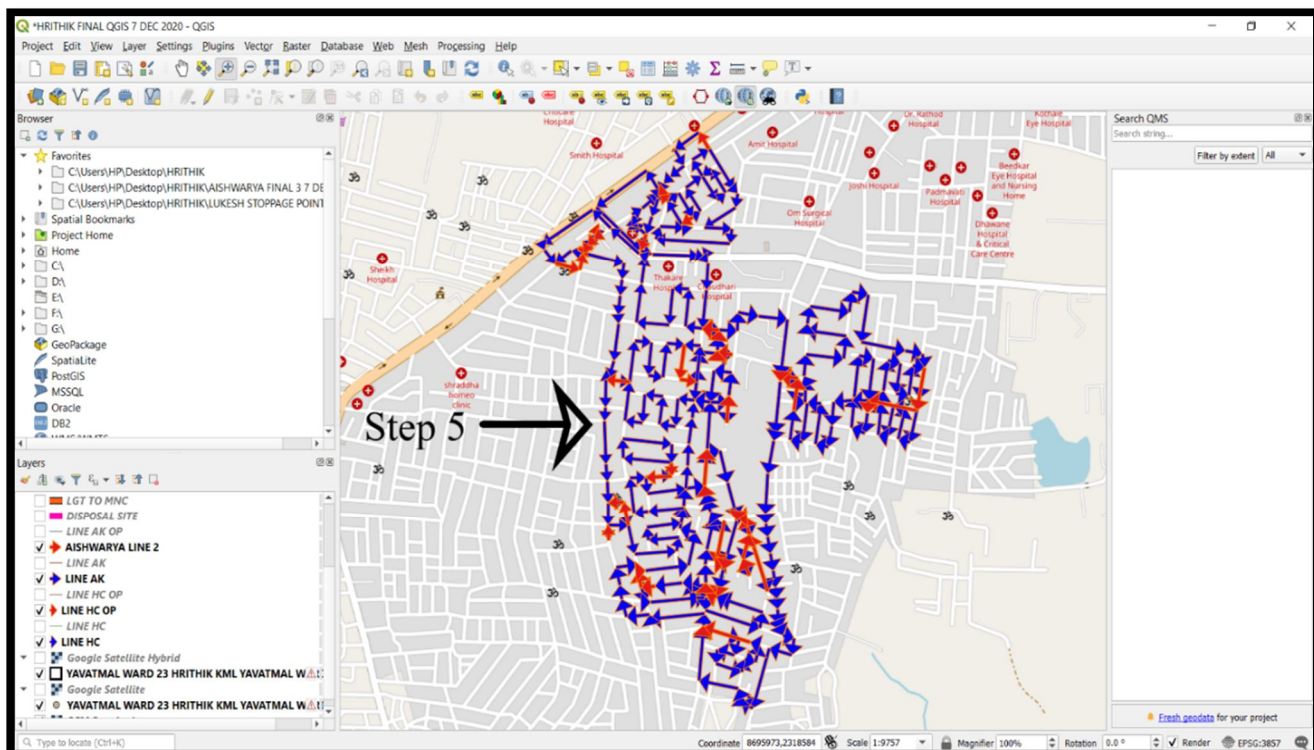 *HRITHIK FINAL QGIS 7 DEC 2020 - QGIS
Project Edit View Layer Settings Plugins Vector Raster Database Web Mesh Processing Help
Browser
Favorites
C:\Users\HP\Desktop\HRITHIK
C:\Users\HP\Desktop\HRITHIK\AISHWARYA FINAL 3 7 DE
C:\Users\HP\Desktop\HRITHIK\LUKESH STOPPAGE POINT
Spatial Bookmarks
Project Home
Home
C:\
D:\
E:\
F:\
G:\
GeoPackage
SpatiaLite
PostGIS
MSSQL
Oracle
DB2
WMS/WMTS
Layers
LGT TO MNC
DISPOSAL SITE
LINE AK OP
AISHWARYA LINE 2
LINE AK
LINE AK
LINE HC OP
LINE HC OP
LINE HC
LINE HC
Google Satellite Hybrid
YAVATMAL WARD 23 HRITHIK KML YAVATMAL W
Google Satellite
YAVATMAL WARD 23 HRITHIK KML YAVATMAL W
Smith Hospital
Amit Hospital
Dr. Rathod
Hospital
Kothale
Eye Hospital
Joshi Hospital
Padmavati
Hospital
Beedkar
Eye Hospital
and Nursing
Home
Om Surgical
Hospital
Dhawane
Hospital
& Critical
Care Centre
Sheikh
Hospital
Thakare
Hospital
shraddha
homeo
clinic
Step 5
Search QMS
Search string...
Filter by extent All
Fresh geodata for your project
Type to locate (Ctrl+K)
Coordinate 8695973,2318584 Scale 1:9757 Magnifier 100% Rotation 0.0 ° Render EPSG:3857